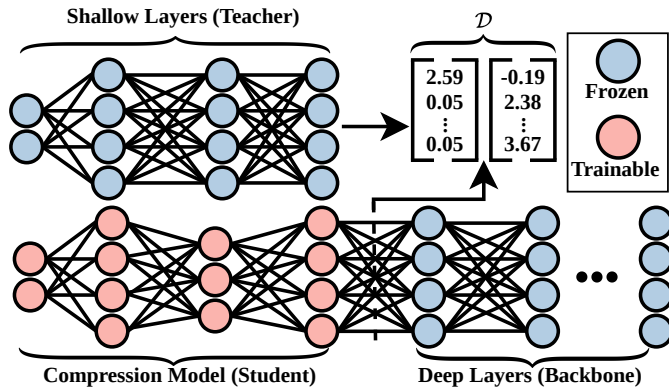 Shallow Layers (Teacher)
𝒟
2.59
0.05
⋮
0.05
-0.19
2.38
⋮
3.67
Frozen
Trainable
Compression Model (Student)
Deep Layers (Backbone)